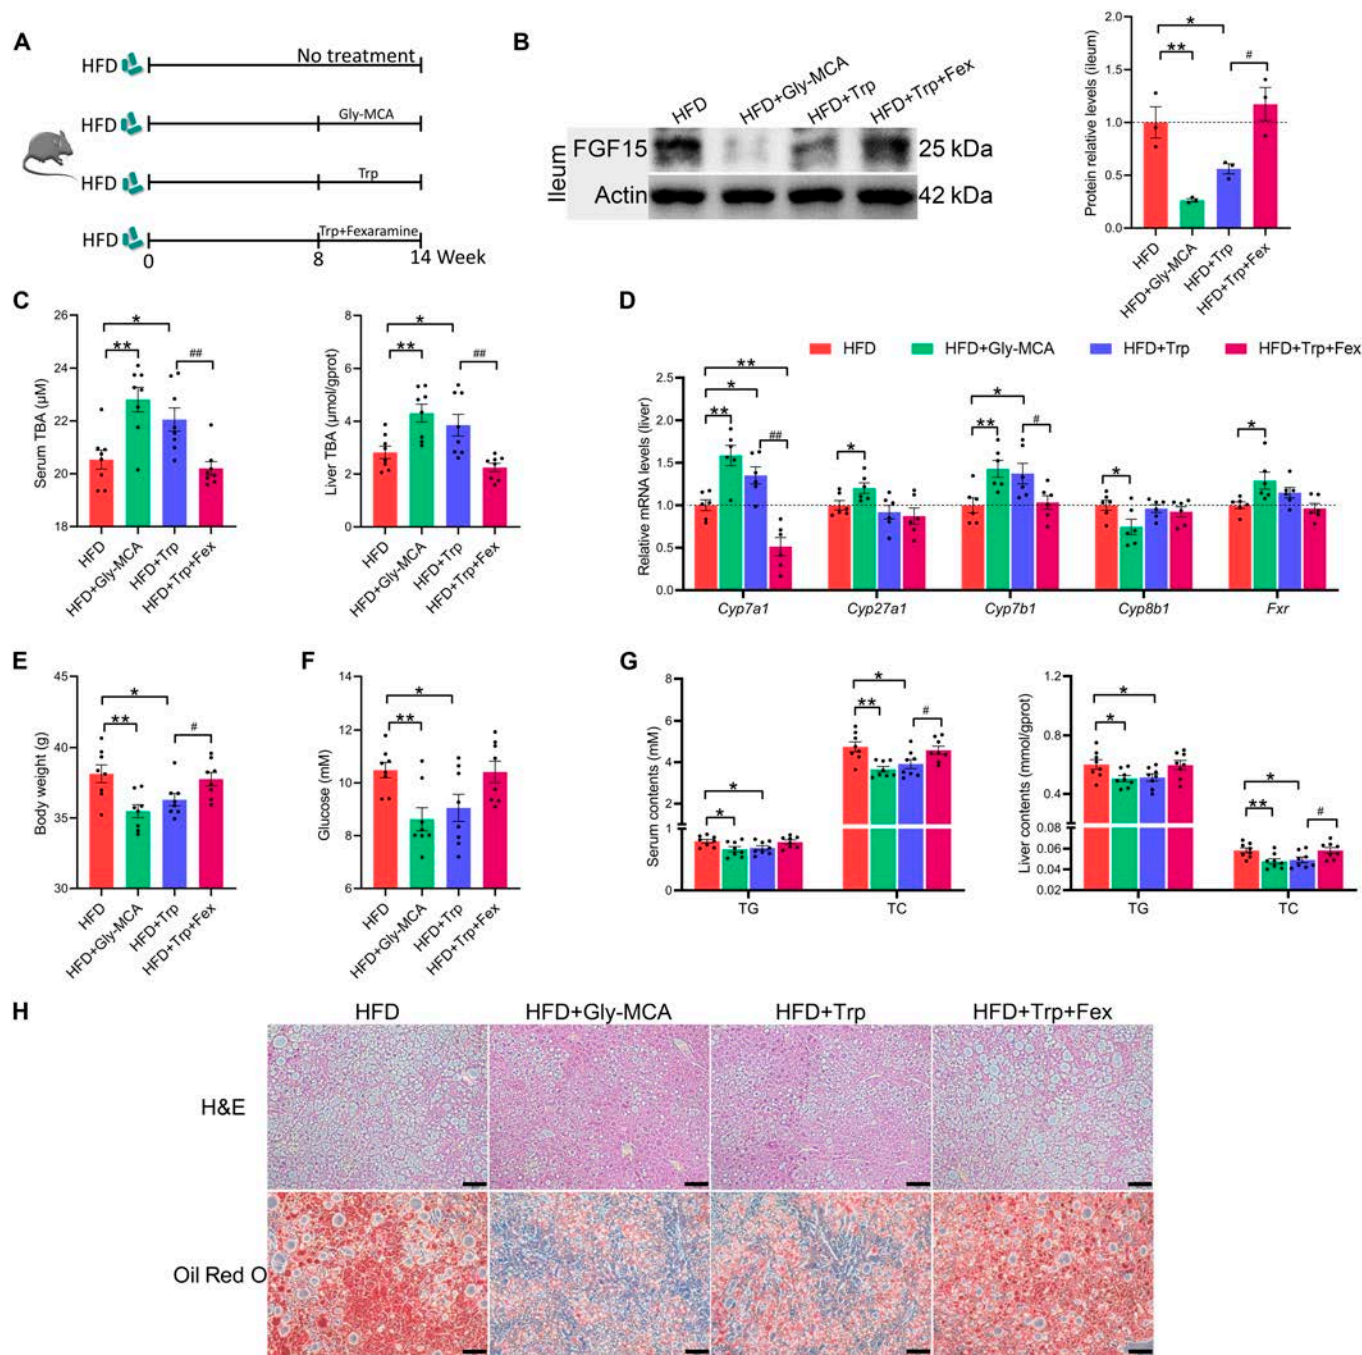 A
HFD
No treatment
HFD
Gly-MCA
HFD
Trp
HFD
Trp+Fexaramine
0
8
14 Week
B
HFD
HFD+Gly-MCA
HFD+Trp
HFD+Trp+Fex
Ileum
FGF15
25 kDa
Actin
42 kDa
Protein relative levels (ileum)
2.0
1.5
1.0
0.5
0.0
*
**
#
HFD
HFD+Gly-MCA
HFD+Trp
HFD+Trp+Fex
C
Serum TBA (µM)
26
24
22
20
18
*
**
##
HFD
HFD+Gly-MCA
HFD+Trp
HFD+Trp+Fex
Liver TBA (µmol/gprot)
8
6
4
2
0
*
**
##
HFD
HFD+Gly-MCA
HFD+Trp
HFD+Trp+Fex
D
HFD
HFD+Gly-MCA
HFD+Trp
HFD+Trp+Fex
Relative mRNA levels (liver)
2.5
2.0
1.5
1.0
0.5
0.0
**
*
**
##
*
*
**
#
*
*
Cyp7a1
Cyp27a1
Cyp7b1
Cyp8b1
Fxr
E
Body weight (g)
45
40
35
30
*
**
#
HFD
HFD+Gly-MCA
HFD+Trp
HFD+Trp+Fex
F
Glucose (mM)
14
12
10
8
6
*
**
HFD
HFD+Gly-MCA
HFD+Trp
HFD+Trp+Fex
G
Serum contents (mM)
8
6
4
2
1
0
*
*
*
**
#
TG
TC
Liver contents (mmol/gprot)
1.2
0.8
0.4
0.08
0.06
0.04
0.02
*
*
*
**
#
TG
TC
H
HFD
HFD+Gly-MCA
HFD+Trp
HFD+Trp+Fex
H&E
Oil Red O